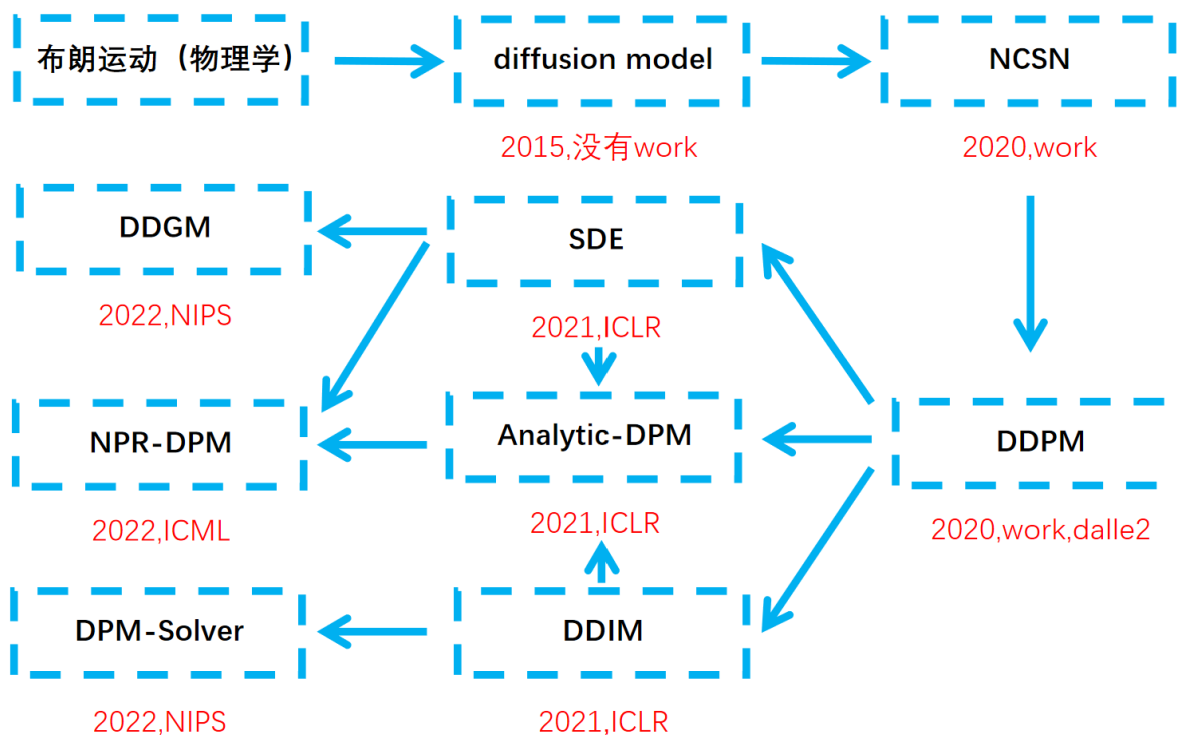 布朗运动（物理学）
diffusion model
NCSN
2015,没有work
2020,work
DDGM
SDE
2022,NIPS
2021,ICLR
NPR-DPM
Analytic-DPM
DDPM
2022,ICML
2021,ICLR
2020,work,dalle2
DPM-Solver
DDIM
2022,NIPS
2021,ICLR